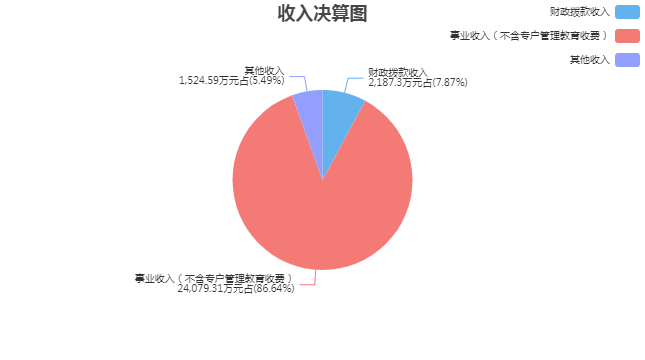 收入决算图
财政拨款收入
事业收入（不含专户管理教育收费）
其他收入
其他收入
1,524.59万元占(5.49%)
财政拨款收入
2,187.3万元占(7.87%)
事业收入（不含专户管理教育收费）
24,079.31万元占(86.64%)